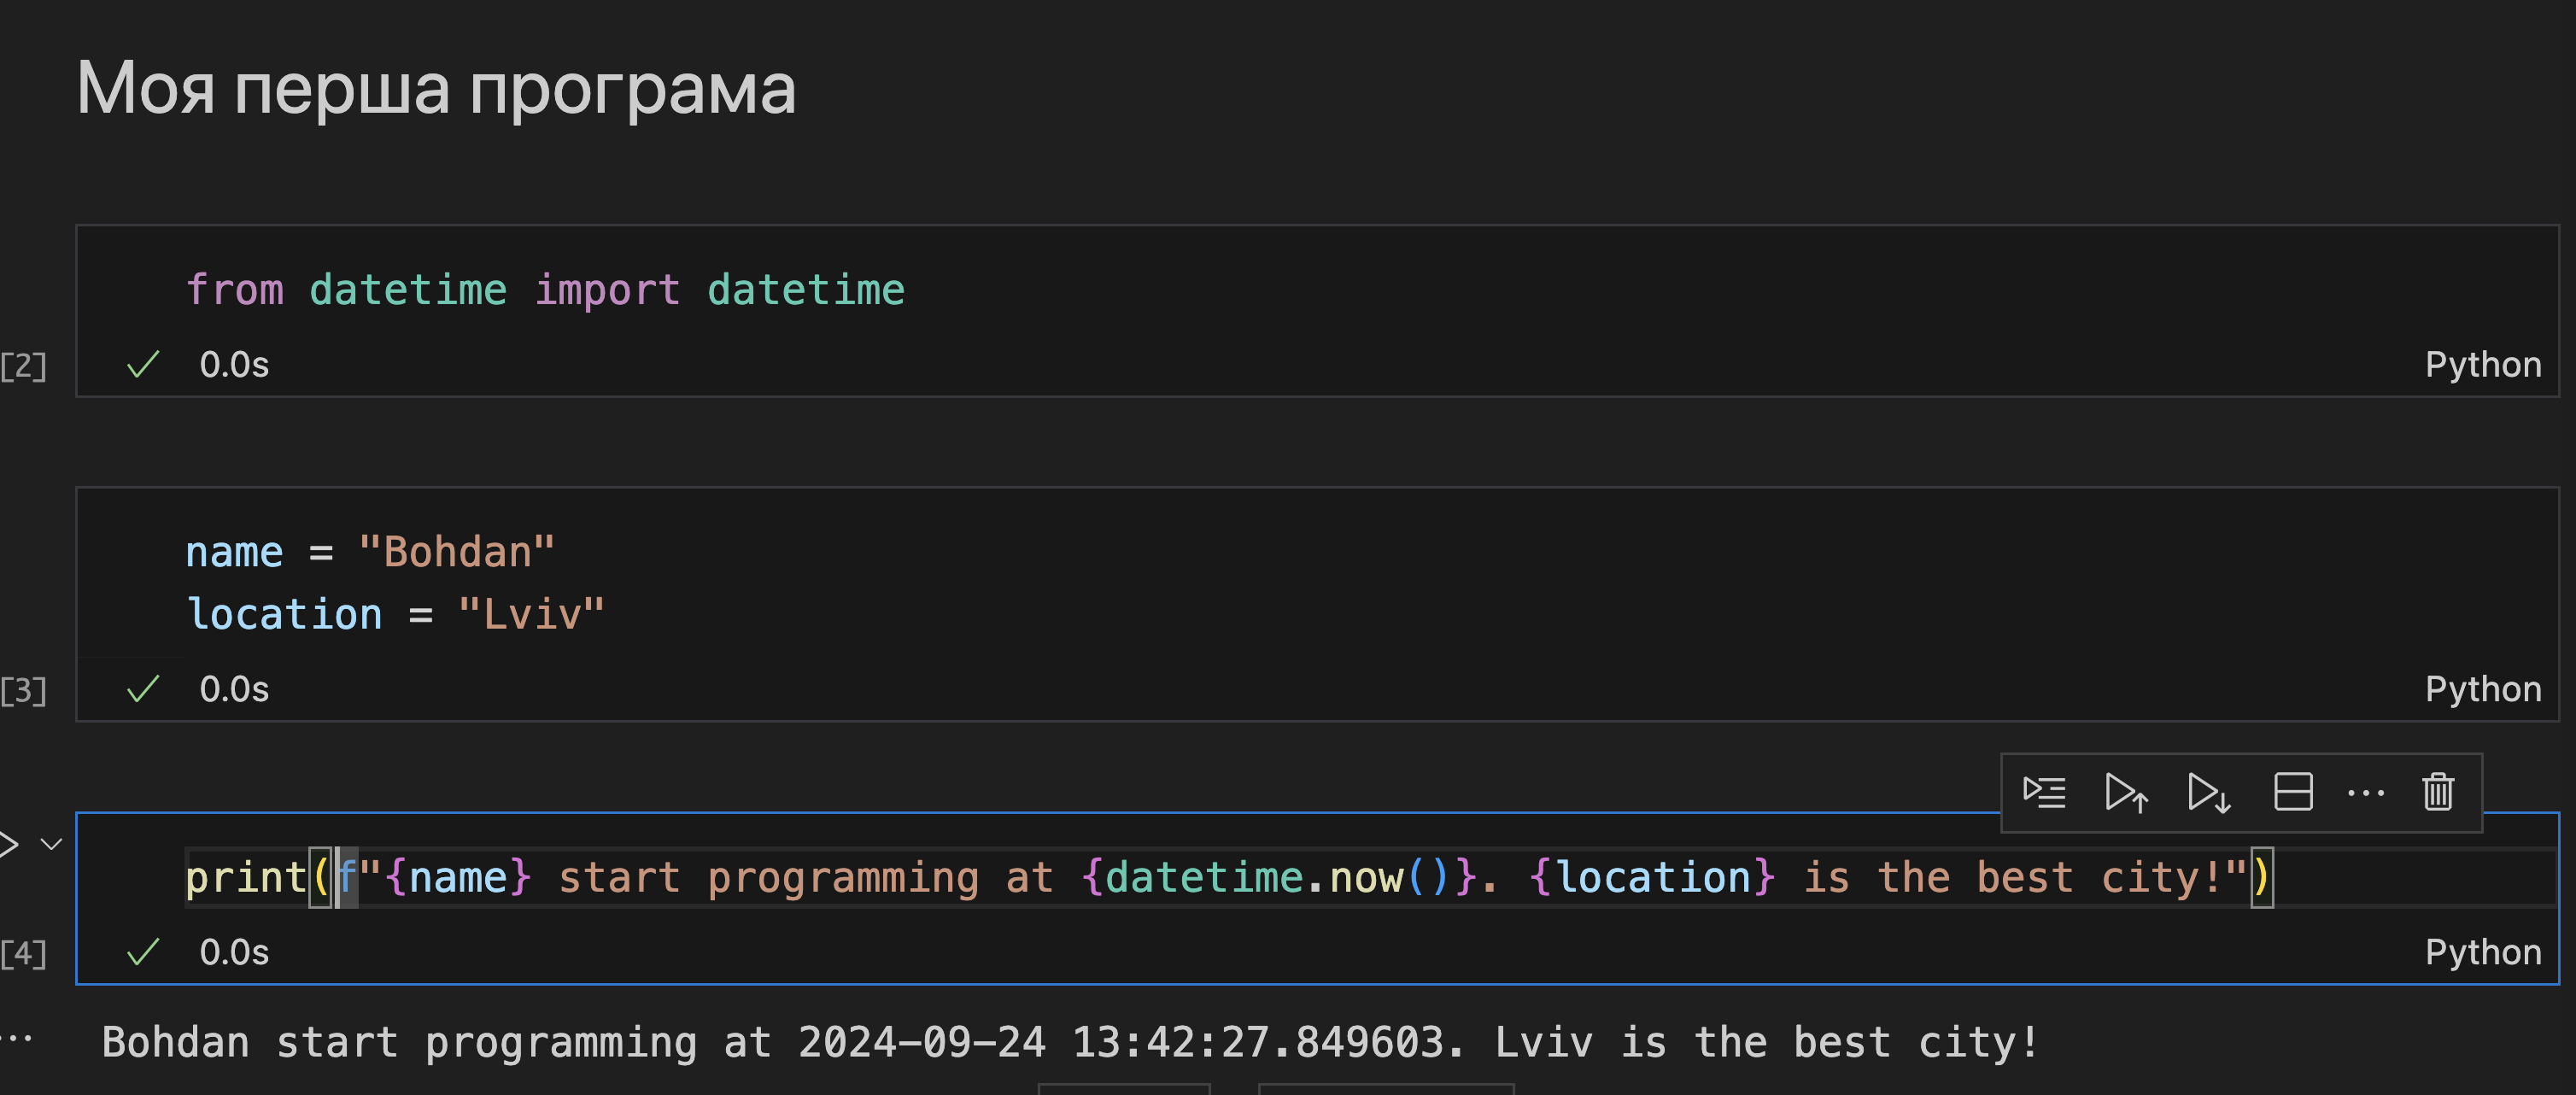 Моя перша програма
from datetime import datetime
[2]
0.0s
Python
name = "Bohdan"
location = "Lviv"
[3]
0.0s
Python
print(f"{name} start programming at {datetime.now()}. {location} is the best city!")
[4]
0.0s
Python
Bohdan start programming at 2024-09-24 13:42:27.849603. Lviv is the best city!